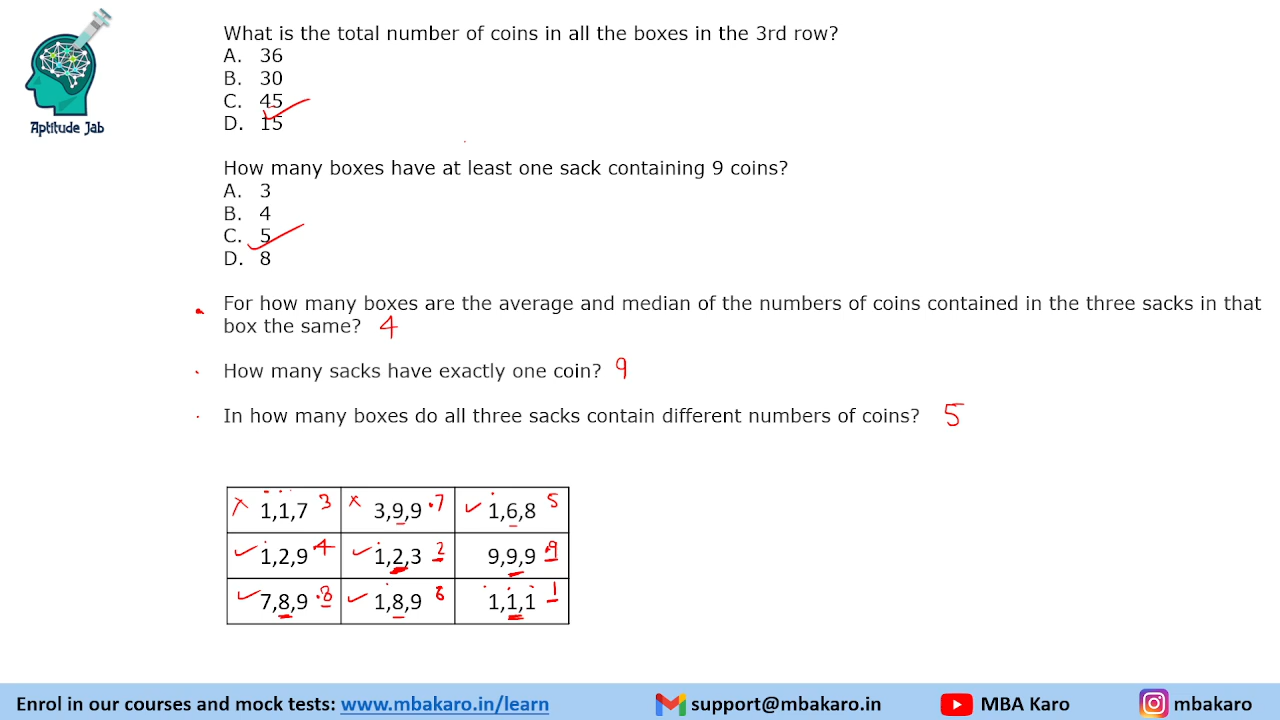 What is the total number of coins in all the boxes in the 3rd row?
A. 36
B. 30
C. 45
D. 15
Aptitude Jab
How many boxes have at least one sack containing 9 coins?
A. 3
B. 4
C. 5
D. 8
For how many boxes are the average and median of the numbers of coins contained in the three sacks in that
box the same? 4
How many sacks have exactly one coin? 9
In how many boxes do all three sacks contain different numbers of coins? 5
1,1,7 3 3,9,9 7 1,6,8 5
1,2,9 4 1,2,3 2 9,9,9 9
7,8,9 8 1,8,9 6 1,1,1 1
Enrol in our courses and mock tests: www.mbakaro.in/learn support@mbakaro.in MBA Karo mbakaro